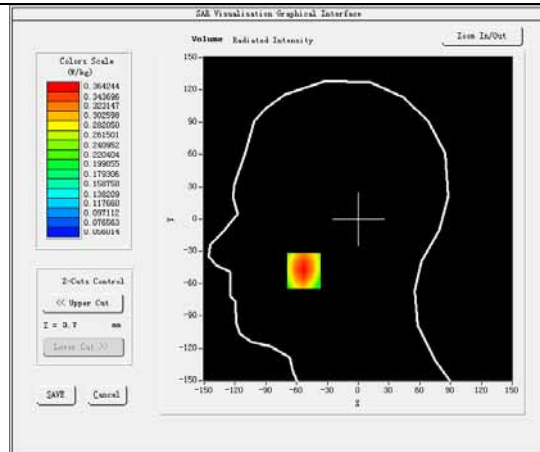 SAR Visualisation Graphical Interface
Volume Radiated Intensity
Zoom In/Out
Colors Scale
(W/kg)
0.364244
0.343696
0.323147
0.302598
0.282050
0.261501
0.240952
0.220404
0.199855
0.179306
0.158758
0.138209
0.117660
0.097112
0.076563
0.056014
Z-Cuts Control
<< Upper Cut
Z = 3.7 mm
Lower Cut >>
SAVE
Cancel
150
120
90
60
30
0
-30
-60
-90
-120
-150
Y
-150 -120 -90 -60 -30 0 30 60 90 120 150
X